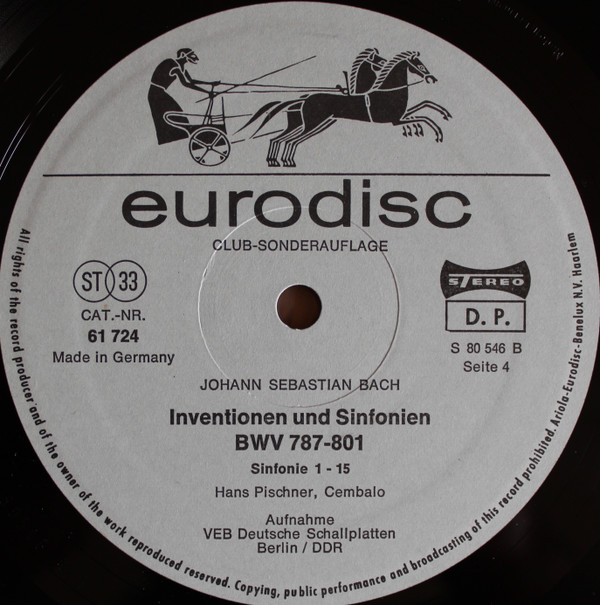 eurodisc
CLUB-SONDERAUFLAGE
ST 33
CAT.-NR.
61 724
Made in Germany
STEREO
D. P.
S 80 546 B
Seite 4
JOHANN SEBASTIAN BACH
Inventionen und Sinfonien
BWV 787-801
Sinfonie 1 - 15
Hans Pischner, Cembalo
Aufnahme
VEB Deutsche Schallplatten
Berlin / DDR
All rights of the record producer and of the owner of the work reproduced reserved. Copying, public performance and broadcasting of this record prohibited. Ariola-Eurodisc-Benelux N.V. Haarlem